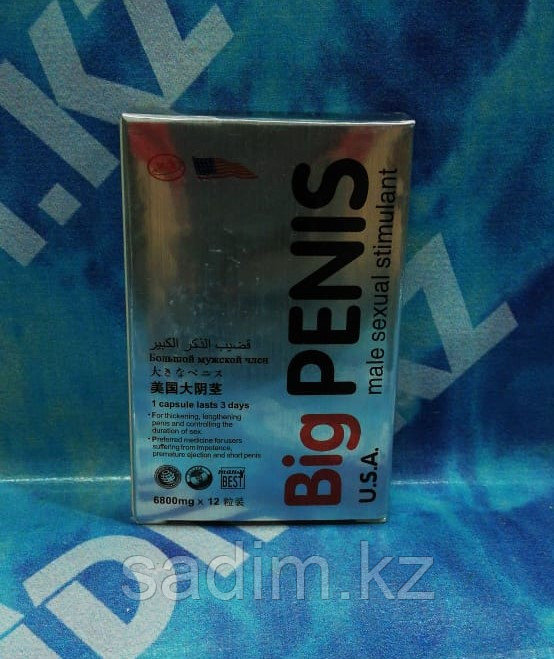 قضيب الذكر الكبير
Большой мужской член
大きなペニス
美国大阴茎
1 capsule lasts 3 days
• For thickening, lengthening
penis and controlling the
duration of sex.
• Preferred medicine for users
suffering from impotence,
premature ejection and short penis
BEST
6800mg × 12 粒装
Big PENIS
U.S.A. male sexual stimulant
sadim.kz
.KZ